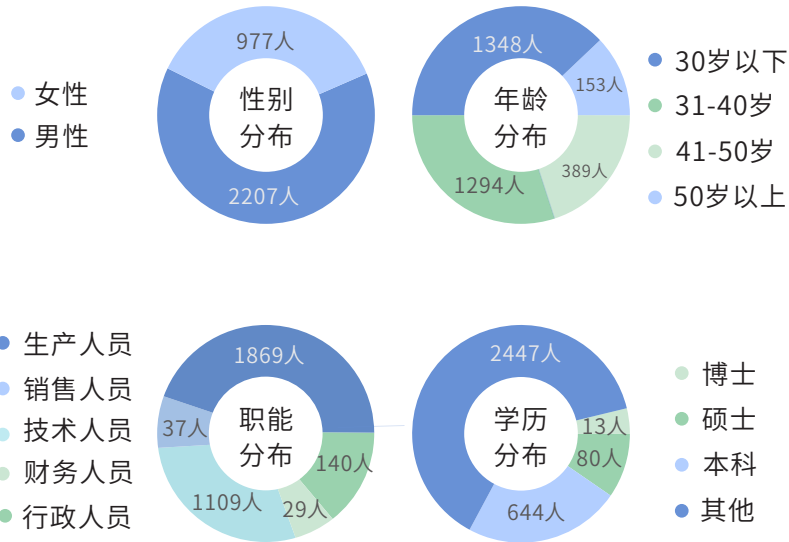 女性
男性
977人
性别
分布
2207人
1348人
153人
年龄
分布
1294人
389人
30岁以下
31-40岁
41-50岁
50岁以上
生产人员
销售人员
技术人员
财务人员
行政人员
1869人
37人
职能
分布
140人
1109人
29人
2447人
学历
分布
13人
80人
644人
博士
硕士
本科
其他